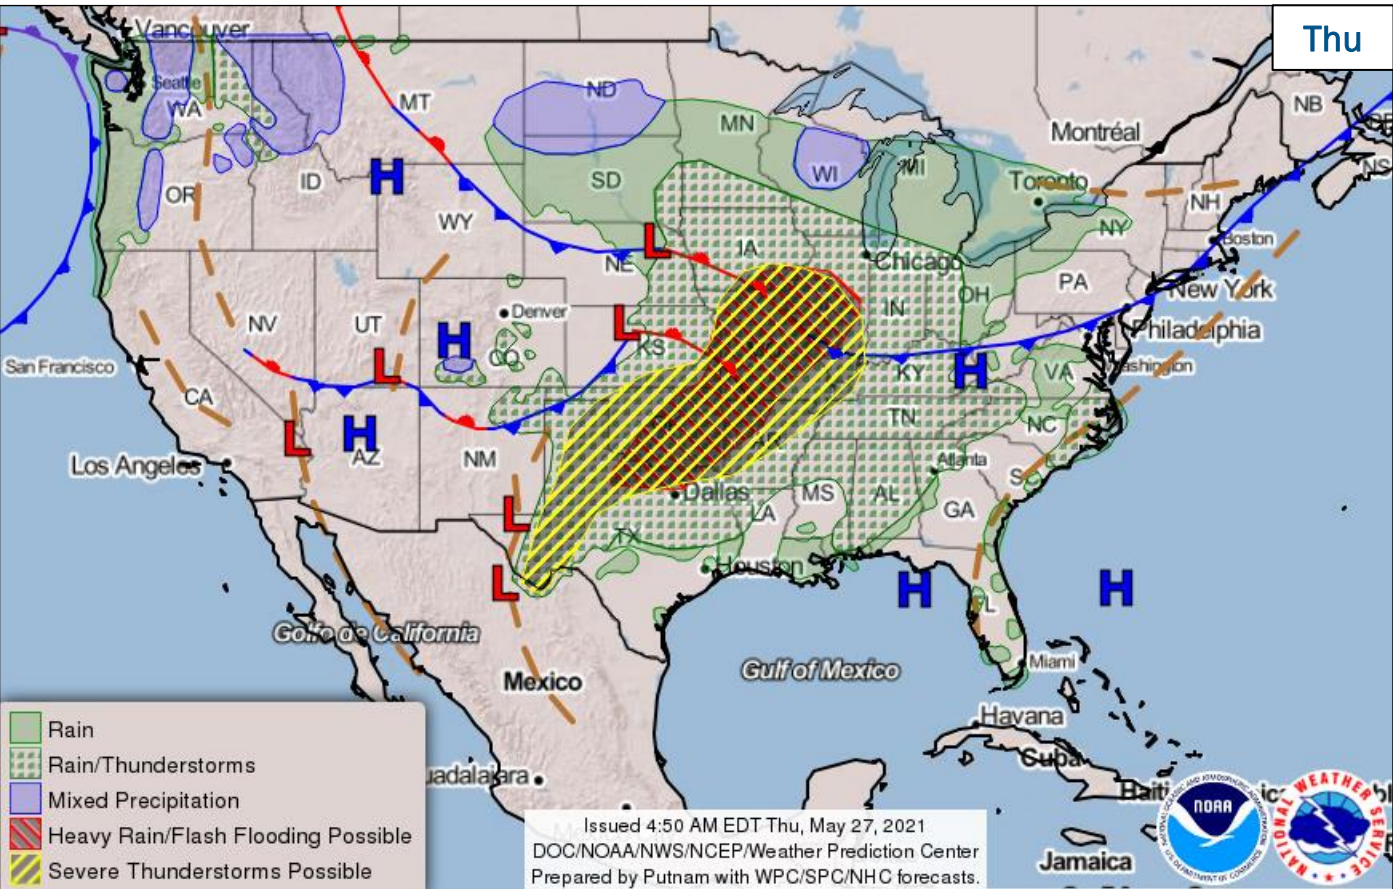 Thu
Vancouver
Seattle
WA
MT
ND
MN
NB
Montréal
OR
ID
H
SD
WI
MI
Toronto
NH
NS
WY
NY
Boston
NE
L
IA
Chicago
PA
OH
New York
NV
UT
Denver
H
CO
L
KS
IN
Philadelphia
San Francisco
L
KY
H
VA
Washington
CA
TN
NC
L
H
AZ
NM
AR
Atlanta
Los Angeles
Dallas
MS
AL
GA
L
LA
TX
Houston
L
H
H
FL
Golfo de California
Mexico
Gulf of Mexico
Miami
Havana
Cuba
Haiti
Jamaica
Rain
Rain/Thunderstorms
Mixed Precipitation
Heavy Rain/Flash Flooding Possible
Severe Thunderstorms Possible
uadalajara
Issued 4:50 AM EDT Thu, May 27, 2021
DOC/NOAA/NWS/NCEP/Weather Prediction Center
Prepared by Putnam with WPC/SPC/NHC forecasts.
NOAA
NATIONAL WEATHER SERVICE